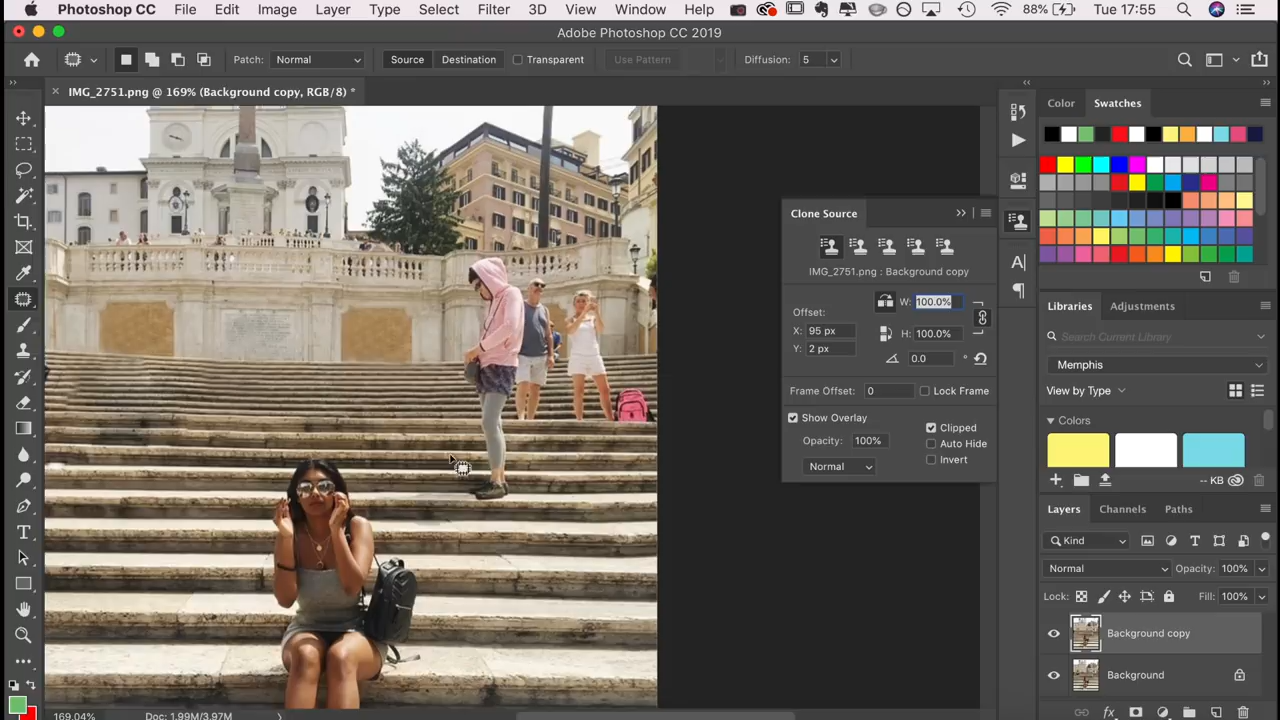 Photoshop CC File Edit Image Layer Type Select Filter 3D View Window Help 88% Tue 17:55
Adobe Photoshop CC 2019
Patch: Normal Source Destination Transparent Use Pattern Diffusion: 5
IMG_2751.png @ 169% (Background copy, RGB/8) *
Color Swatches
Clone Source
IMG_2751.png : Background copy
W: 100.0%
Offset:
X: 95 px
H: 100.0%
Y: 2 px
0.0 °
Frame Offset: 0 Lock Frame
Show Overlay
Clipped
Opacity: 100%
Auto Hide
Normal
Invert
A
Libraries Adjustments
Search Current Library
Memphis
View by Type
Colors
-- KB
Layers Channels Paths
Kind
Normal Opacity: 100%
Lock: Fill: 100%
Background copy
Background
169.04% Doc: 1.99M/3.97M